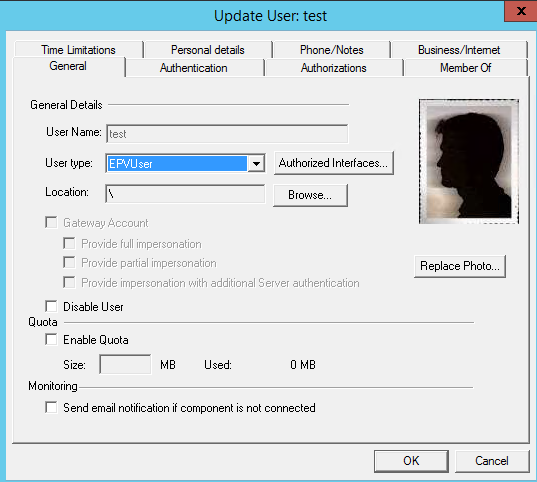 Update User: test
x
Time Limitations Personal details Phone/Notes Business/Internet
General Authentication Authorizations Member Of
General Details
User Name: test
User type: EPVUser Authorized Interfaces...
Location: \ Browse...
Gateway Account
Provide full impersonation
Provide partial impersonation
Replace Photo...
Provide impersonation with additional Server authentication
Disable User
Quota
Enable Quota
Size: MB Used: 0 MB
Monitoring
Send email notification if component is not connected
OK Cancel